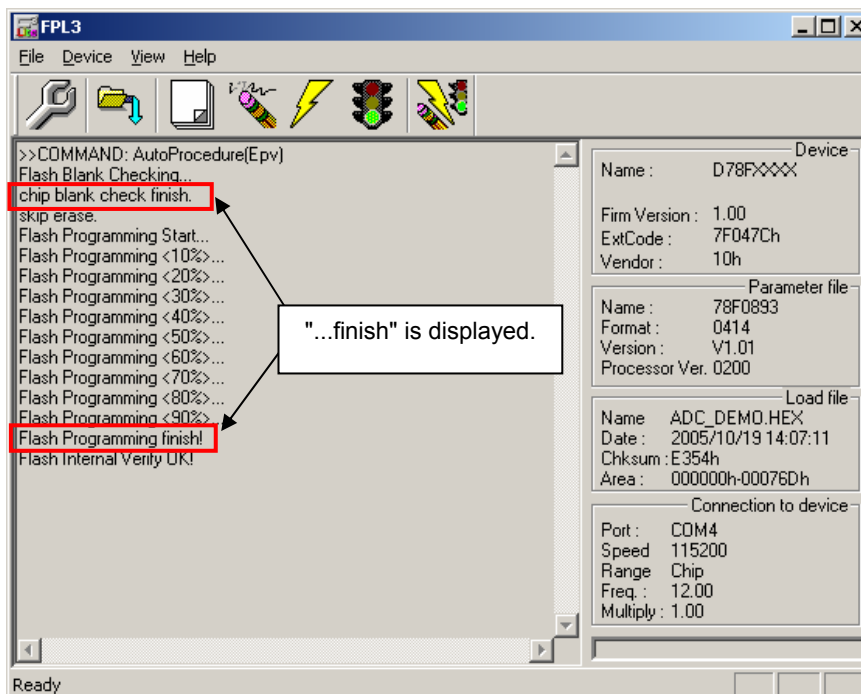 FPL3
File Device View Help
>>COMMAND: AutoProcedure(Epv)
Flash Blank Checking...
chip blank check finish.
skip erase.
Flash Programming Start...
Flash Programming <10%>...
Flash Programming <20%>...
Flash Programming <30%>...
Flash Programming <40%>...
Flash Programming <50%>...
Flash Programming <60%>...
Flash Programming <70%>...
Flash Programming <80%>...
Flash Programming <90%>...
Flash Programming finish!
Flash Internal Verify OK!
"...finish" is displayed.
Device
Name : D78FXXXX
Firm Version : 1.00
ExtCode : 7F047Ch
Vendor : 10h
Parameter file
Name : 78F0893
Format : 0414
Version : V1.01
Processor Ver. 0200
Load file
Name ADC_DEMO.HEX
Date : 2005/10/19 14:07:11
Chksum : E354h
Area : 000000h-00076Dh
Connection to device
Port : COM4
Speed 115200
Range Chip
Freq. : 12.00
Multiply : 1.00
Ready